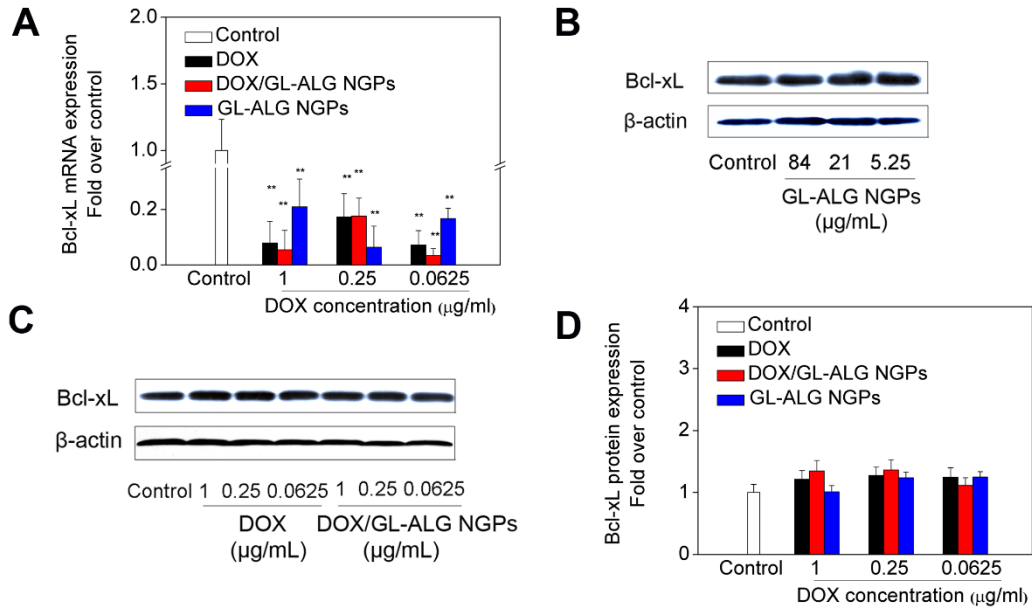 A
Bcl-xL mRNA expression
Fold over control
2.0
1.5
1.0
0.2
0.0
Control
DOX
DOX/GL-ALG NGPs
GL-ALG NGPs
** ** **
** ** **
** ** **
Control 1 0.25 0.0625
DOX concentration (μg/ml)
B
Bcl-xL
β-actin
Control 84 21 5.25
GL-ALG NGPs
(μg/mL)
C
Bcl-xL
β-actin
Control 1 0.25 0.0625 1 0.25 0.0625
DOX DOX/GL-ALG NGPs
(μg/mL) (μg/mL)
D
Bcl-xL protein expression
Fold over control
4
3
2
1
0
Control
DOX
DOX/GL-ALG NGPs
GL-ALG NGPs
Control 1 0.25 0.0625
DOX concentration (μg/ml)